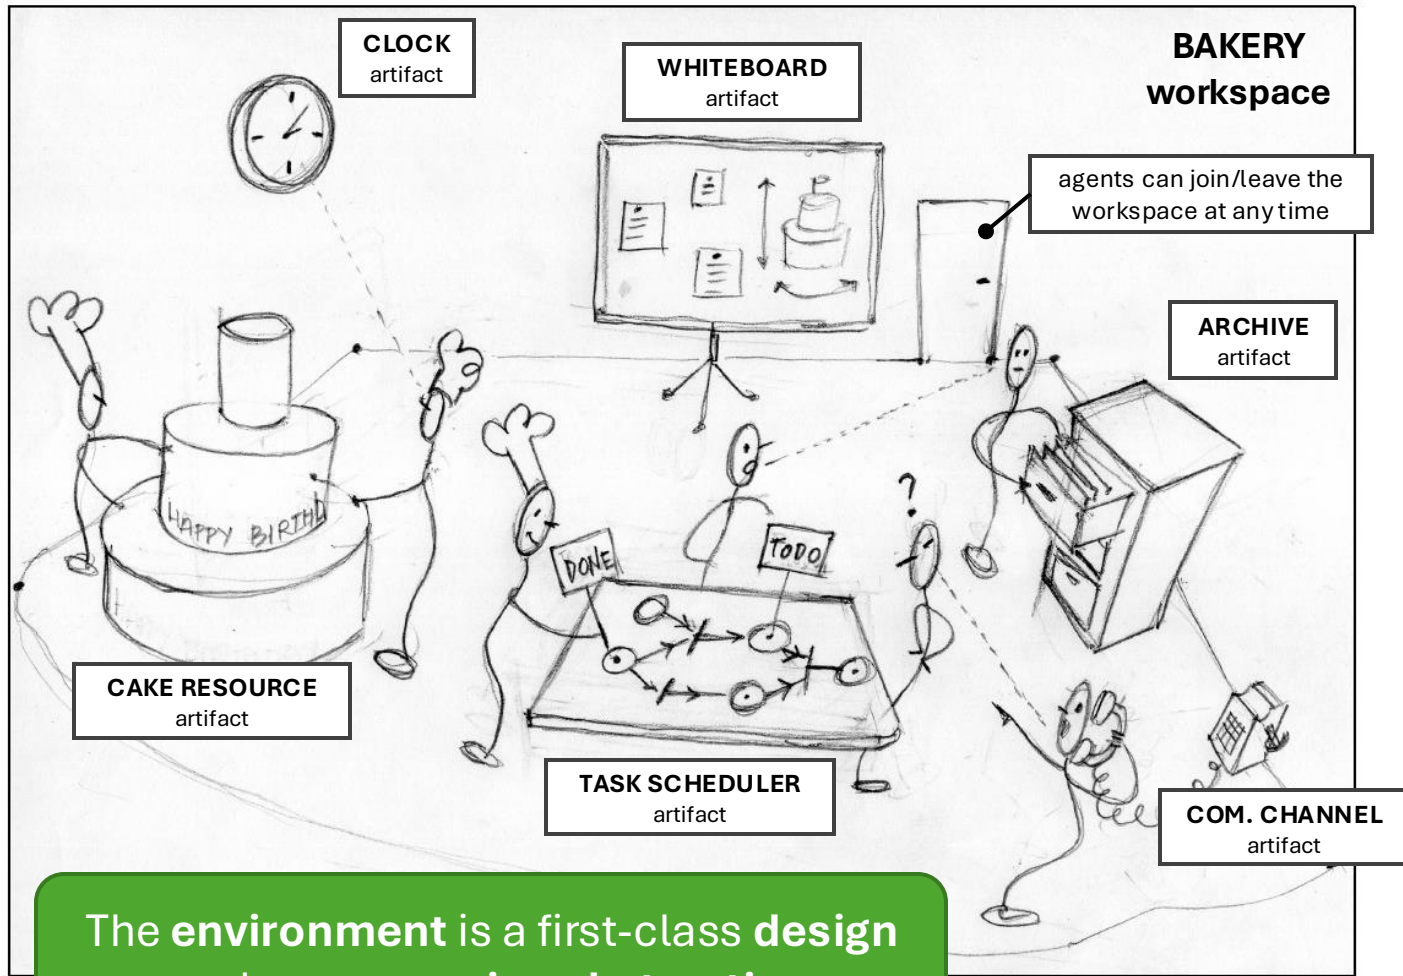 CLOCK
artifact
WHITEBOARD
artifact
BAKERY
workspace
agents can join/leave the
workspace at any time
ARCHIVE
artifact
HAPPY BIRTH
?
DONE
TODO
CAKE RESOURCE
artifact
TASK SCHEDULER
artifact
COM. CHANNEL
artifact
The environment is a first-class design